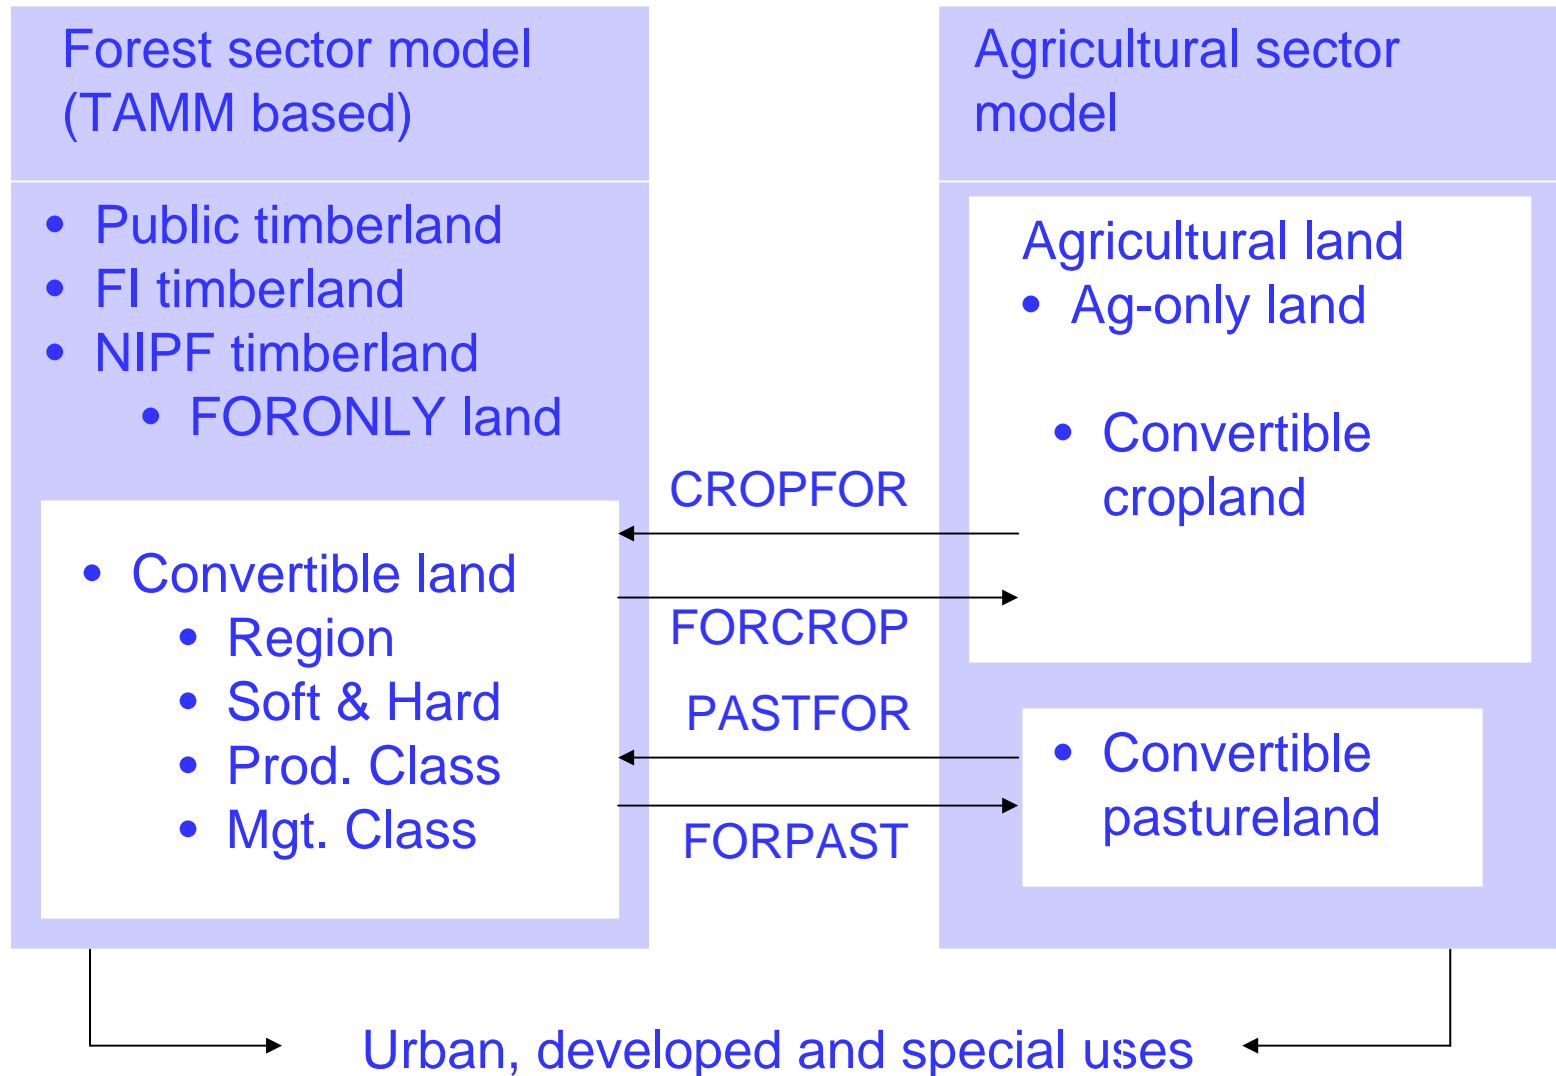 Forest sector model
(TAMM based)
• Public timberland
• FI timberland
• NIPF timberland
• FORONLY land
• Convertible land
• Region
• Soft & Hard
• Prod. Class
• Mgt. Class
CROPFOR
FORCROP
PASTFOR
FORPAST
Agricultural sector
model
Agricultural land
• Ag-only land
• Convertible
cropland
• Convertible
pastureland
Urban, developed and special uses